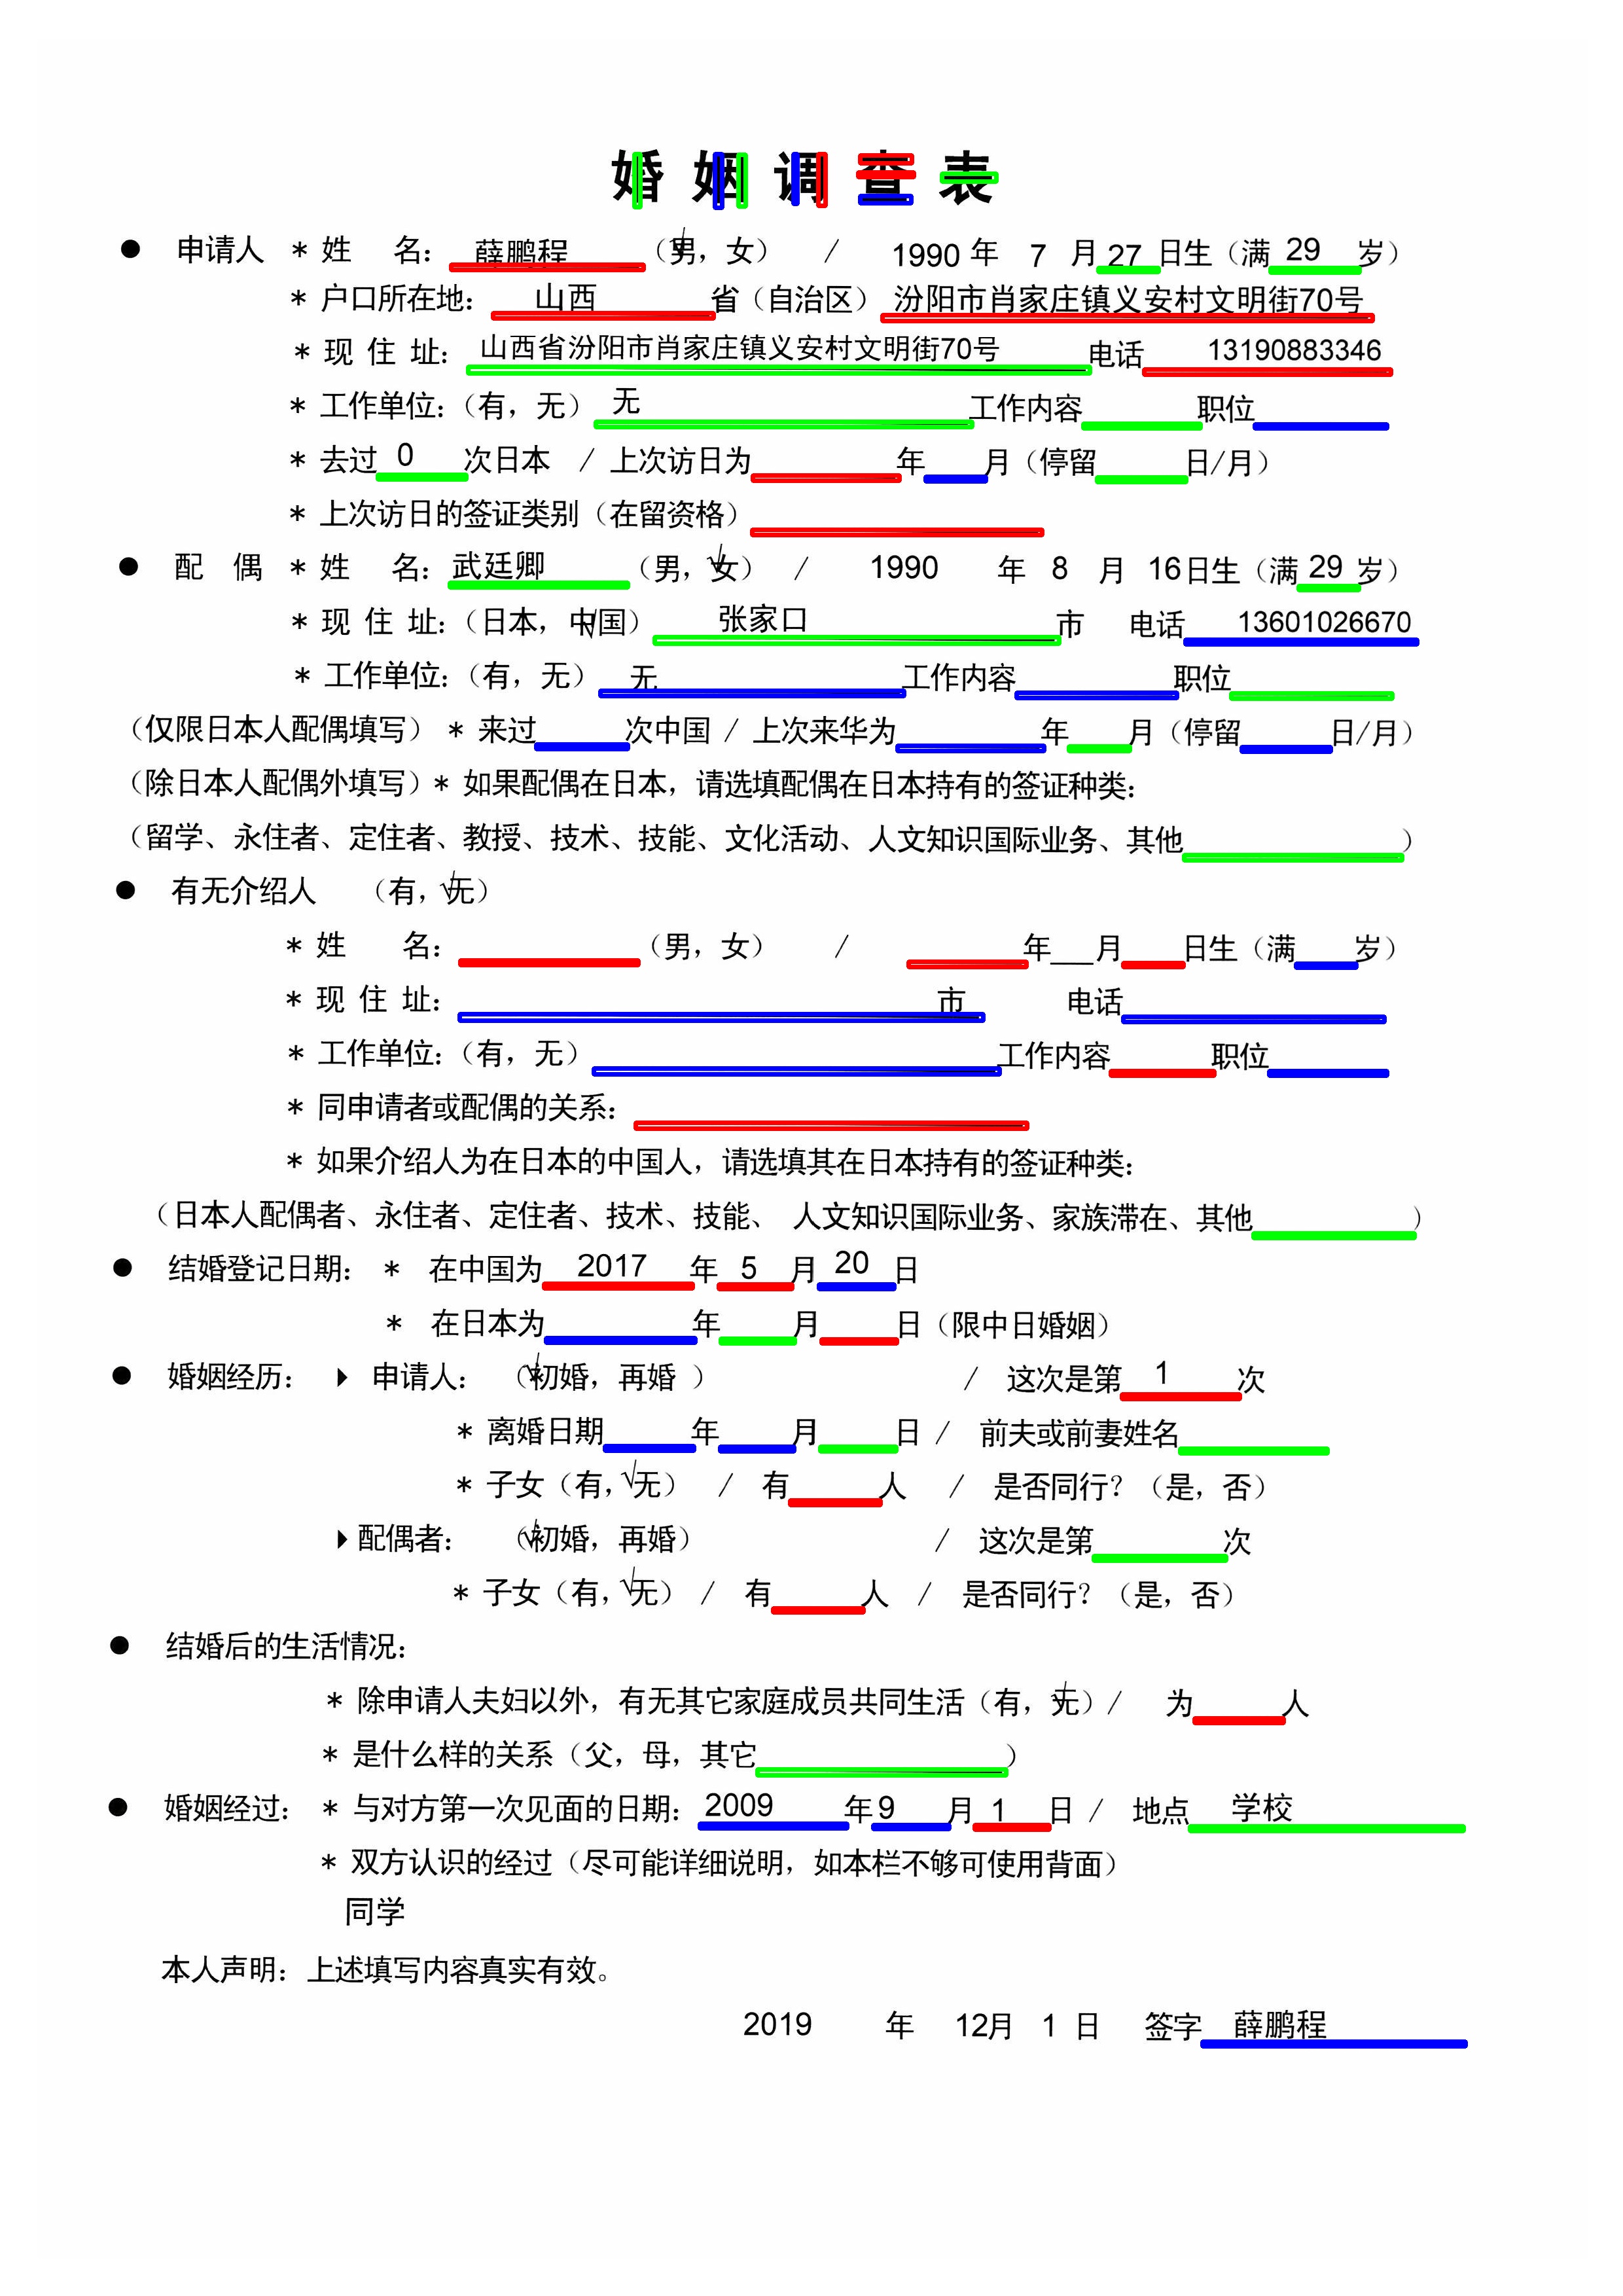 婚姻调查表
● 申请人 * 姓 名： 薛鹏程 （√男，女） / 1990 年 7 月 27 日生（满 29 岁）
* 户口所在地： 山西 省（自治区） 汾阳市肖家庄镇义安村文明街70号
* 现 住 址： 山西省汾阳市肖家庄镇义安村文明街70号 电话 13190883346
* 工作单位：（有，无） 无 工作内容 职位
* 去过 0 次日本 / 上次访日为 年 月（停留 日/月）
* 上次访日的签证类别（在留资格）
● 配 偶 * 姓 名： 武廷卿 （男，√女） / 1990 年 8 月 16日生（满 29 岁）
* 现 住 址：（日本，中√国） 张家口 市 电话 13601026670
* 工作单位：（有，无） 无 工作内容 职位
（仅限日本人配偶填写） * 来过 次中国 / 上次来华为 年 月（停留 日/月）
（除日本人配偶外填写）* 如果配偶在日本，请选填配偶在日本持有的签证种类：
（留学、永住者、定住者、教授、技术、技能、文化活动、人文知识国际业务、其他 ）
● 有无介绍人 （有，√无）
* 姓 名： （男，女） / 年___月 日生（满 岁）
* 现 住 址： 市 电话
* 工作单位：（有，无） 工作内容 职位
* 同申请者或配偶的关系：
* 如果介绍人为在日本的中国人，请选填其在日本持有的签证种类：
（日本人配偶者、永住者、定住者、技术、技能、 人文知识国际业务、家族滞在、其他 ）
● 结婚登记日期： * 在中国为 2017 年 5 月 20 日
* 在日本为 年 月 日（限中日婚姻）
● 婚姻经历： ▶ 申请人： （√初婚，再婚 ） / 这次是第 1 次
* 离婚日期 年 月 日 / 前夫或前妻姓名
* 子女（有，√无） / 有 人 / 是否同行？（是，否）
▶配偶者： （√初婚，再婚） / 这次是第 次
* 子女（有，√无） / 有 人 / 是否同行？（是，否）
● 结婚后的生活情况：
* 除申请人夫妇以外，有无其它家庭成员共同生活（有，√无）/ 为 人
* 是什么样的关系（父，母，其它 ）
● 婚姻经过： * 与对方第一次见面的日期： 2009 年 9 月 1 日 / 地点 学校
* 双方认识的经过（尽可能详细说明，如本栏不够可使用背面）
同学
本人声明：上述填写内容真实有效。
2019 年 12月 1 日 签字 薛鹏程